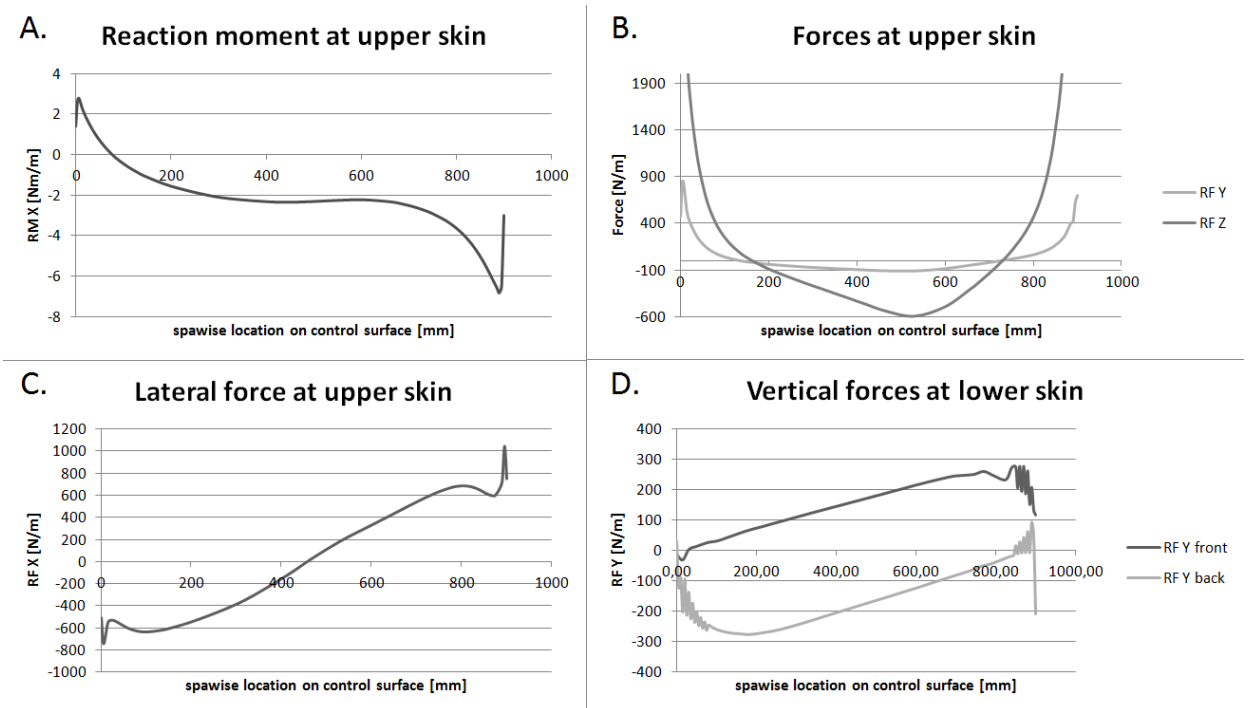 A.
Reaction moment at upper skin
RM X [Nm/m]
4
2
0
-2
-4
-6
-8
0 200 400 600 800 1000
spawise location on control surface [mm]
B.
Forces at upper skin
Force [N/m]
1900
1400
900
400
-100
-600
0 200 400 600 800 1000
RF Y
RF Z
spawise location on control surface [mm]
C.
Lateral force at upper skin
RF X [N/m]
1200
1000
800
600
400
200
0
-200
-400
-600
-800
-1000
0 200 400 600 800 1000
spawise location on control surface [mm]
D.
Vertical forces at lower skin
RF Y [N/m]
400
300
200
100
0
-100
-200
-300
-400
0,00 200,00 400,00 600,00 800,00 1000,00
RF Y front
RF Y back
spawise location on control surface [mm]